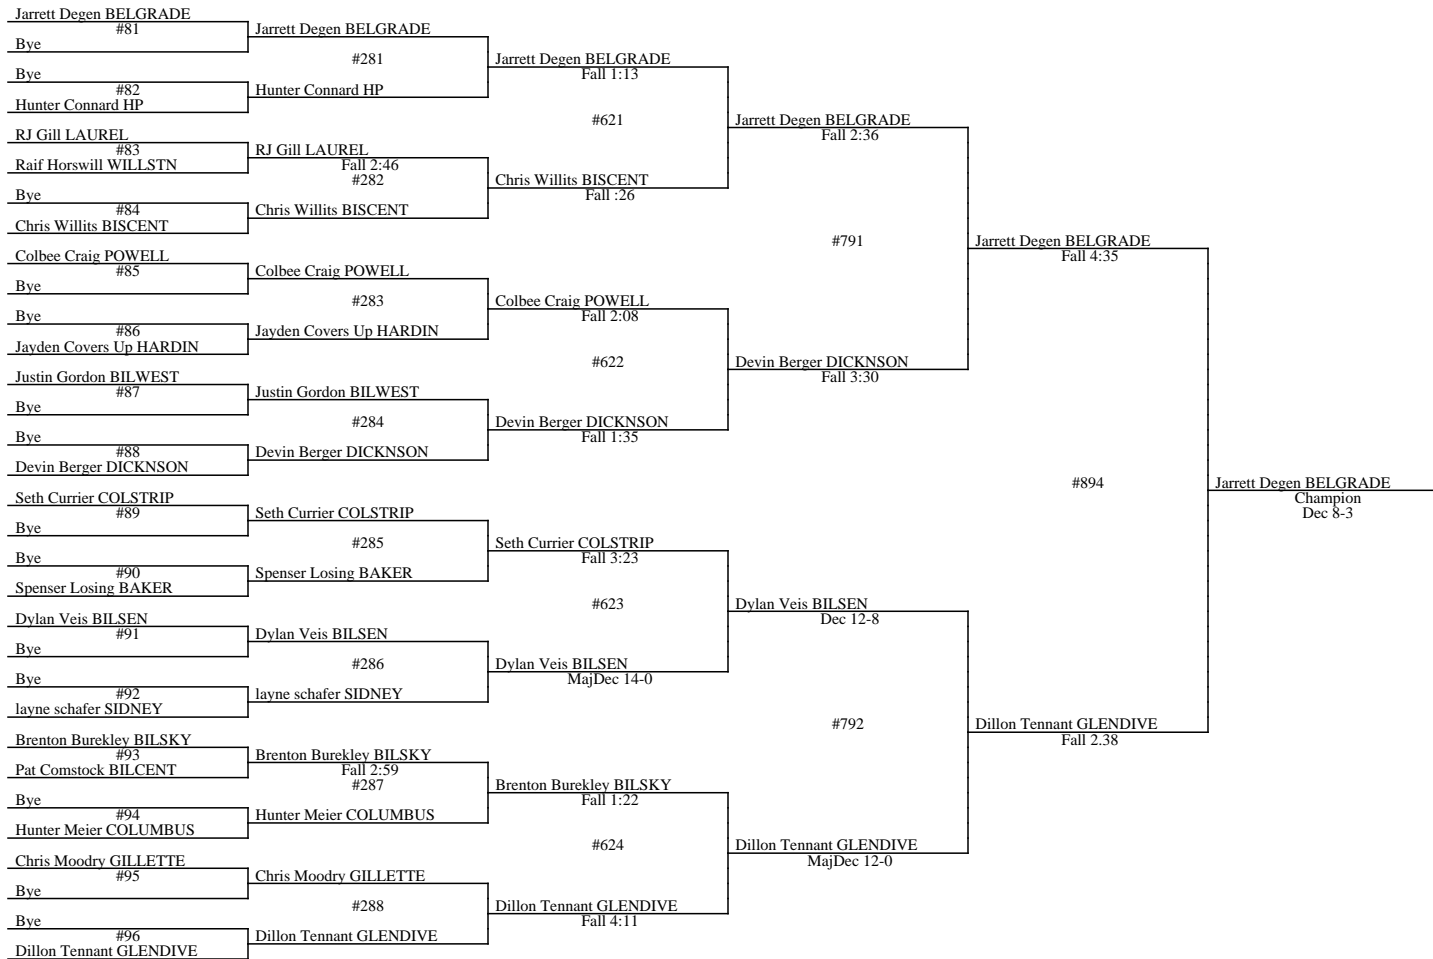 Jarrett Degen BELGRADE
#81
Bye
Bye
#82
Hunter Connard HP
RJ Gill LAUREL
#83
Raif Horswill WILLSTN
Bye
#84
Chris Willits BISCENT
Colbee Craig POWELL
#85
Bye
Bye
#86
Jayden Covers Up HARDIN
Justin Gordon BILWEST
#87
Bye
Bye
#88
Devin Berger DICKNSON
Seth Currier COLSTRIP
#89
Bye
Bye
#90
Spenser Losing BAKER
Dylan Veis BILSEN
#91
Bye
Bye
#92
layne schafer SIDNEY
Brenton Burekley BILSKY
#93
Pat Comstock BILCENT
Bye
#94
Hunter Meier COLUMBUS
Chris Moodry GILLETTE
#95
Bye
Bye
#96
Dillon Tennant GLENDIVE
Jarrett Degen BELGRADE
#281
Hunter Connard HP
RJ Gill LAUREL
Fall 2:46
#282
Chris Willits BISCENT
Colbee Craig POWELL
#283
Jayden Covers Up HARDIN
Justin Gordon BILWEST
#284
Devin Berger DICKNSON
Seth Currier COLSTRIP
#285
Spenser Losing BAKER
Dylan Veis BILSEN
#286
layne schafer SIDNEY
Brenton Burekley BILSKY
Fall 2:59
#287
Hunter Meier COLUMBUS
Chris Moodry GILLETTE
#288
Dillon Tennant GLENDIVE
Jarrett Degen BELGRADE
Fall 1:13
#621
Chris Willits BISCENT
Fall :26
Colbee Craig POWELL
Fall 2:08
#622
Devin Berger DICKNSON
Fall 1:35
Seth Currier COLSTRIP
Fall 3:23
#623
Dylan Veis BILSEN
MajDec 14-0
Brenton Burekley BILSKY
Fall 1:22
#624
Dillon Tennant GLENDIVE
Fall 4:11
Jarrett Degen BELGRADE
Fall 2:36
#791
Devin Berger DICKNSON
Fall 3:30
Dylan Veis BILSEN
Dec 12-8
#792
Dillon Tennant GLENDIVE
MajDec 12-0
Jarrett Degen BELGRADE
Fall 4:35
#894
Dillon Tennant GLENDIVE
Fall 2.38
Jarrett Degen BELGRADE
Champion
Dec 8-3